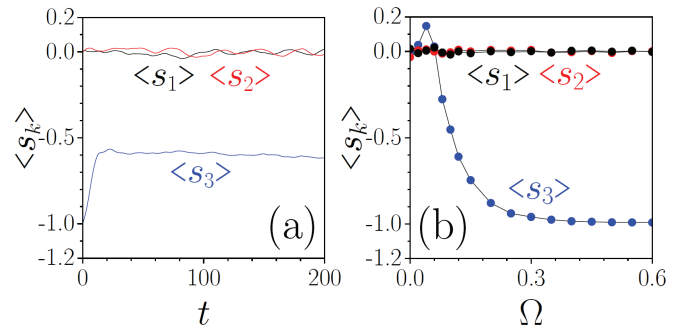 0.2
0.0
-0.5
-1.0
-1.2
<s_k>
<s_1> <s_2>
<s_3>
(a)
0 100 200
t
0.2
0.0
-0.5
-1.0
-1.2
<s_k>
<s_1> <s_2>
<s_3>
(b)
0.0 0.3 0.6
Ω